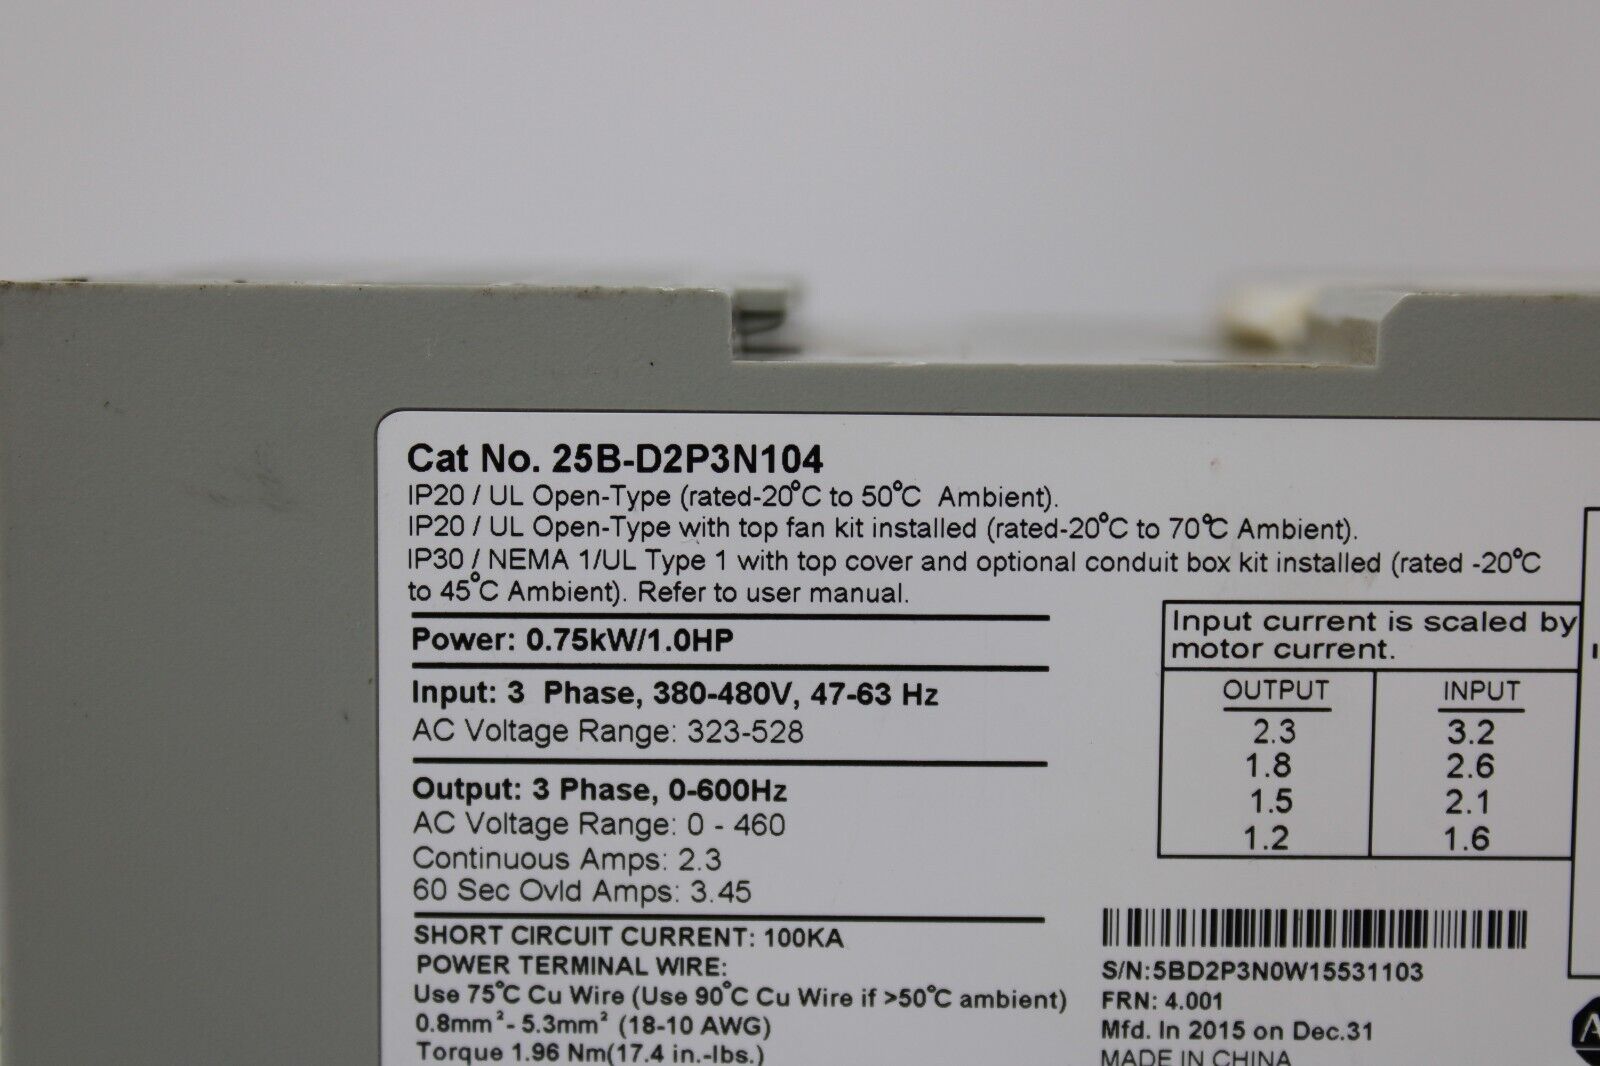 Cat No. 25B-D2P3N104
IP20 / UL Open-Type (rated-20°C to 50°C Ambient).
IP20 / UL Open-Type with top fan kit installed (rated-20°C to 70°C Ambient).
IP30 / NEMA 1/UL Type 1 with top cover and optional conduit box kit installed (rated -20°C
to 45°C Ambient). Refer to user manual.
Power: 0.75kW/1.0HP
Input: 3 Phase, 380-480V, 47-63 Hz
AC Voltage Range: 323-528
Output: 3 Phase, 0-600Hz
AC Voltage Range: 0 - 460
Continuous Amps: 2.3
60 Sec Ovld Amps: 3.45
SHORT CIRCUIT CURRENT: 100KA
POWER TERMINAL WIRE:
Use 75°C Cu Wire (Use 90°C Cu Wire if >50°C ambient)
0.8mm²- 5.3mm² (18-10 AWG)
Torque 1.96 Nm(17.4 in.-lbs.)
Input current is scaled by
motor current.
OUTPUT INPUT
2.3 3.2
1.8 2.6
1.5 2.1
1.2 1.6
S/N:5BD2P3N0W15531103
FRN: 4.001
Mfd. In 2015 on Dec.31
MADE IN CHINA